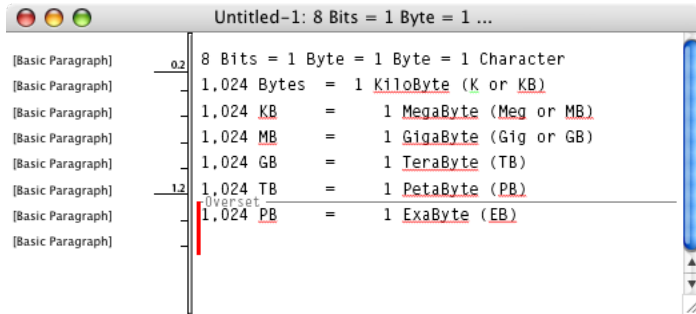 Untitled-1: 8 Bits = 1 Byte = 1 ...
[Basic Paragraph] 0.2 8 Bits = 1 Byte = 1 Byte = 1 Character
[Basic Paragraph] 1,024 Bytes = 1 KiloByte (K or KB)
[Basic Paragraph] 1,024 KB = 1 MegaByte (Meg or MB)
[Basic Paragraph] 1,024 MB = 1 GigaByte (Gig or GB)
[Basic Paragraph] 1,024 GB = 1 TeraByte (TB)
[Basic Paragraph] 1.2 1,024 TB = 1 PetaByte (PB)
Overset
[Basic Paragraph] 1,024 PB = 1 ExaByte (EB)
[Basic Paragraph]